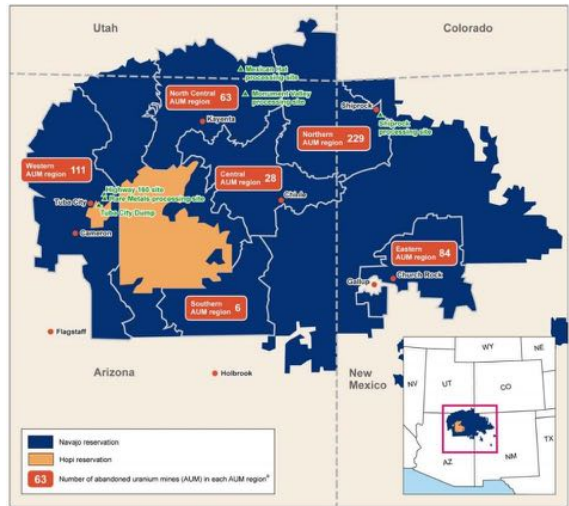 Utah
Colorado
Mexican Hat
processing site
North Central
AUM region 63
Monument Valley
processing site
Kayenta
Shiprock
Shiprock
processing site
Northern
AUM region 229
Western
AUM region 111
Central
AUM region 28
Chinle
Highway 160 site
Rare Metals processing site
Tuba City
Tuba City Dump
Cameron
Eastern
AUM region 84
Gallup
Church Rock
Southern
AUM region 6
Flagstaff
Arizona
Holbrook
New
Mexico
WY
NE
NV
UT
CO
AZ
NM
TX
Navajo reservation
Hopi reservation
63 Number of abandoned uranium mines (AUM) in each AUM region